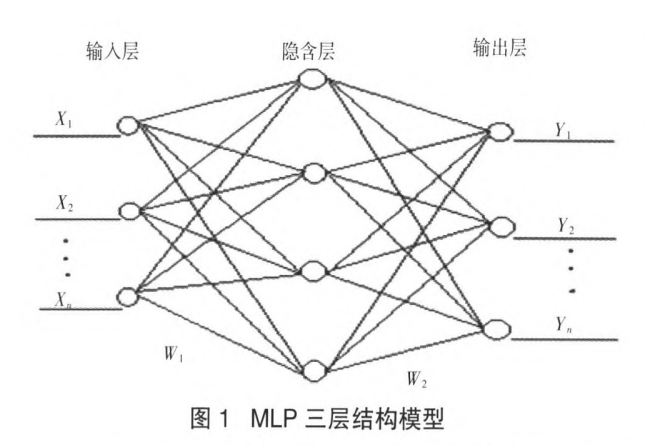 输入层 隐含层 输出层
X₁ Y₁
X₂ Y₂
Xₙ Yₙ
W₁ W₂
图 1 MLP 三层结构模型